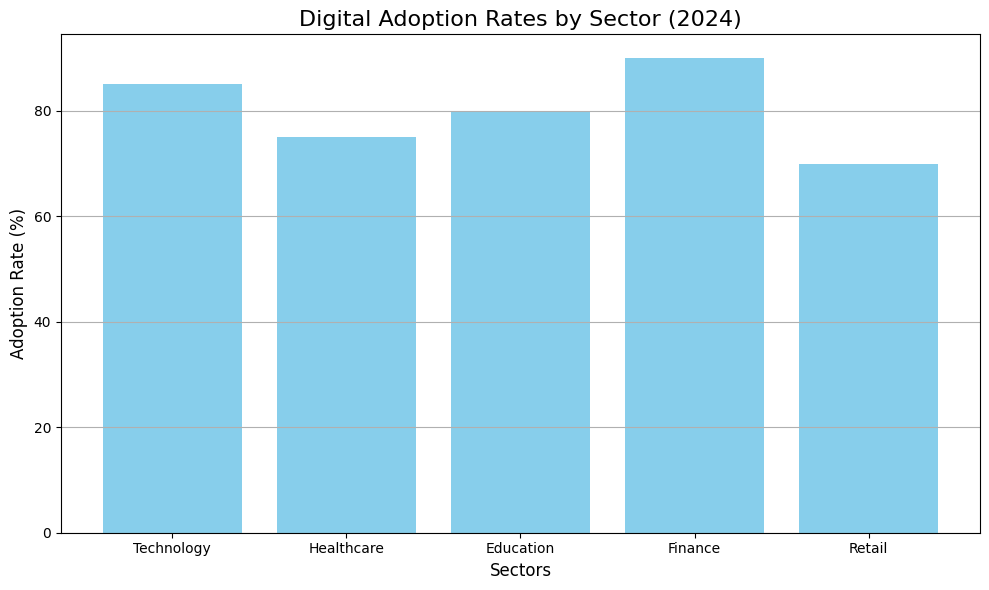 Digital Adoption Rates by Sector (2024)
Adoption Rate (%)
80
60
40
20
0
Technology Healthcare Education Finance Retail
Sectors